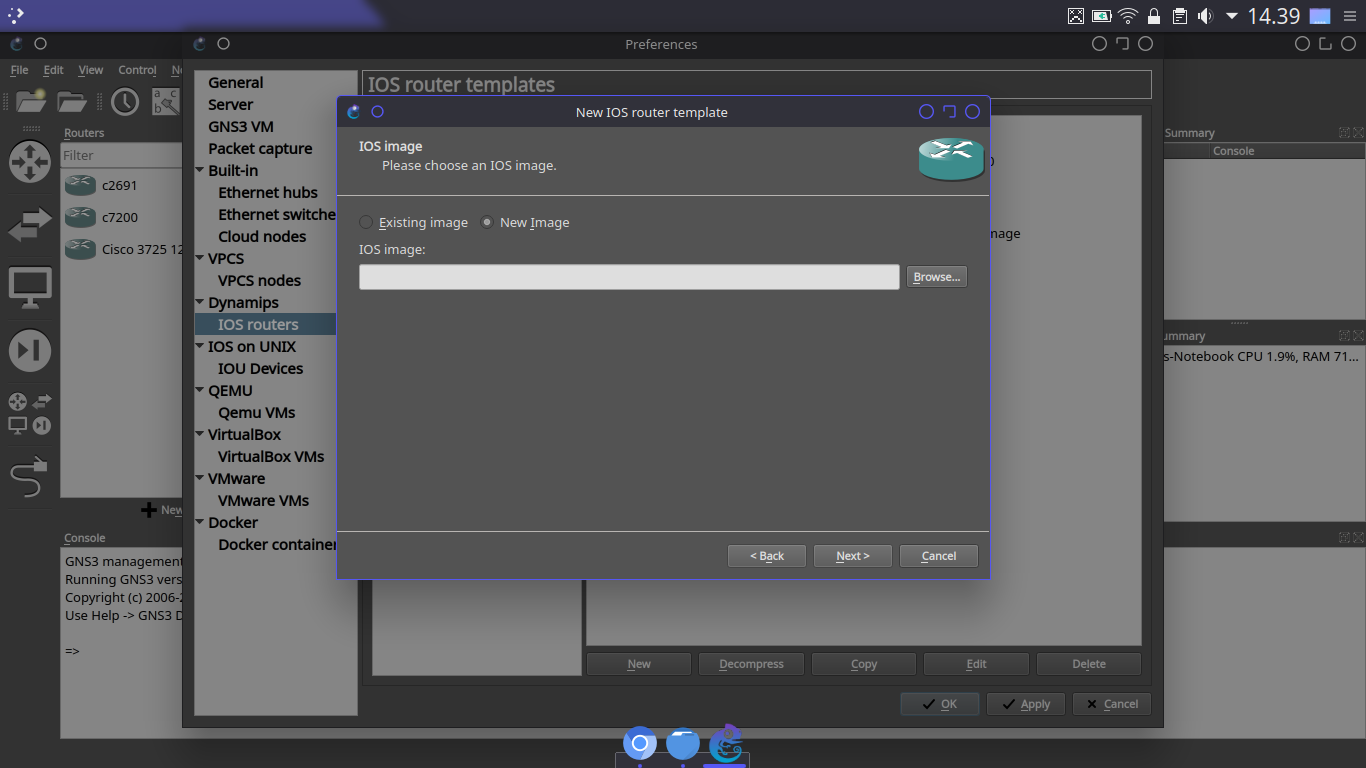 14.39
Preferences
File Edit View Control
Routers
Filter
c2691
c7200
Cisco 3725 12
New
Console
GNS3 management
Running GNS3 vers
Copyright (c) 2006-2
Use Help -> GNS3 D
=>
General
Server
GNS3 VM
Packet capture
Built-in
Ethernet hubs
Ethernet switche
Cloud nodes
VPCS
VPCS nodes
Dynamips
IOS routers
IOS on UNIX
IOU Devices
QEMU
Qemu VMs
VirtualBox
VirtualBox VMs
VMware
VMware VMs
Docker
Docker container
IOS router templates
New IOS router template
IOS image
Please choose an IOS image.
Existing image New Image
IOS image:
Browse...
< Back Next > Cancel
mage
New Decompress Copy Edit Delete
OK Apply Cancel
Summary
Console
ummary
s-Notebook CPU 1.9%, RAM 71...